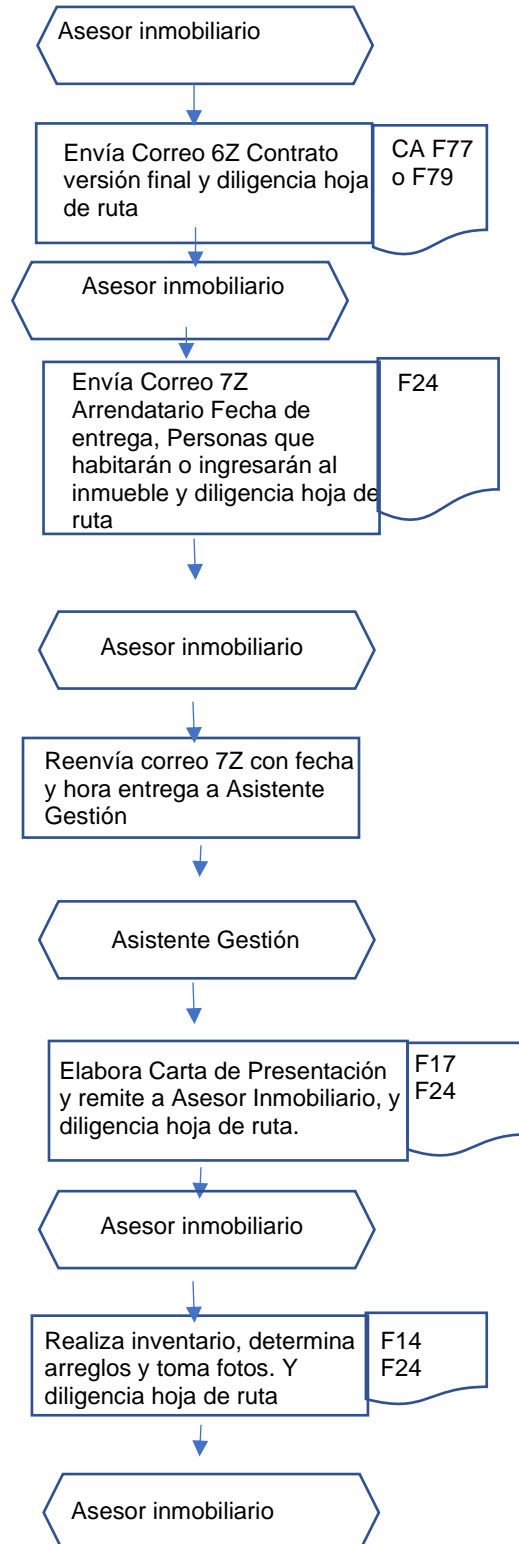 Asesor inmobiliario
Envía Correo 6Z Contrato
versión final y diligencia hoja
de ruta
CA F77
o F79
Asesor inmobiliario
Envía Correo 7Z
Arrendatario Fecha de
entrega, Personas que
habitarán o ingresarán al
inmueble y diligencia hoja de
ruta
F24
Asesor inmobiliario
Reenvía correo 7Z con fecha
y hora entrega a Asistente
Gestión
Asistente Gestión
Elabora Carta de Presentación
y remite a Asesor Inmobiliario, y
diligencia hoja de ruta.
F17
F24
Asesor inmobiliario
Realiza inventario, determina
arreglos y toma fotos. Y
diligencia hoja de ruta
F14
F24
Asesor inmobiliario